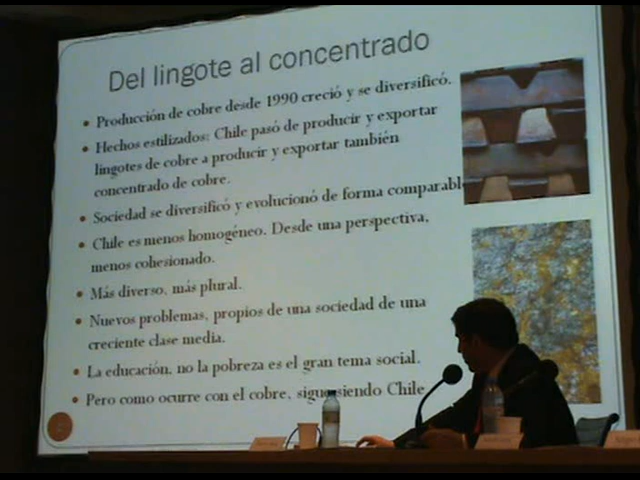 Del lingote al concentrado
Producción de cobre desde 1990 creció y se diversificó.
Hechos estilizados: Chile pasó de producir y exportar
lingotes de cobre a producir y exportar también
concentrado de cobre.
Sociedad se diversificó y evolucionó de forma comparable
Chile es menos homogéneo. Desde una perspectiva,
menos cohesionado.
Más diverso, más plural.
Nuevos problemas, propios de una sociedad de una
creciente clase media.
La educación, no la pobreza es el gran tema social.
Pero como ocurre con el cobre, sigue siendo Chile